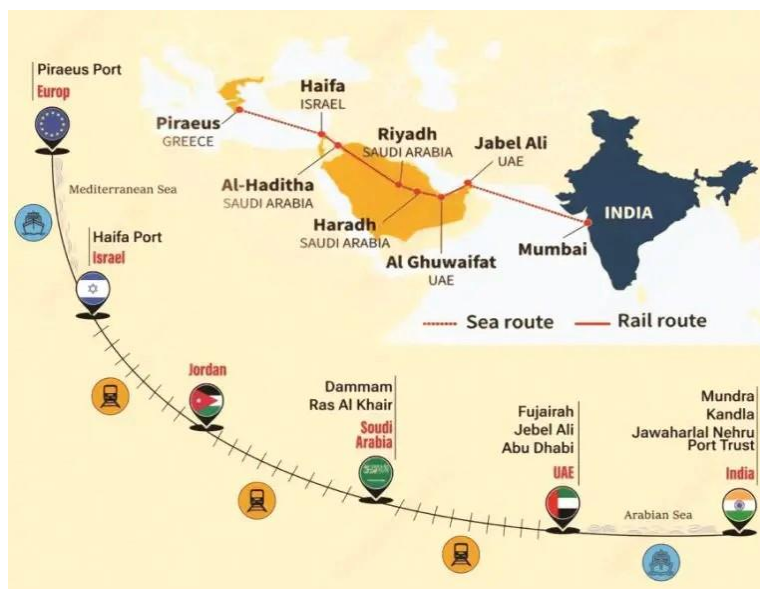 Piraeus Port
Europ
Mediterranean Sea
Haifa Port
Israel
Haifa
ISRAEL
Piraeus
GREECE
Riyadh
SAUDI ARABIA
Jabel Ali
UAE
Al-Haditha
SAUDI ARABIA
Haradh
SAUDI ARABIA
Al Ghuwaifat
UAE
INDIA
Mumbai
Sea route
Rail route
Jordan
Dammam
Ras Al Khair
Soudi
Arabia
Fujairah
Jebel Ali
Abu Dhabi
UAE
Arabian Sea
Mundra
Kandla
Jawaharlal Nehru
Port Trust
India